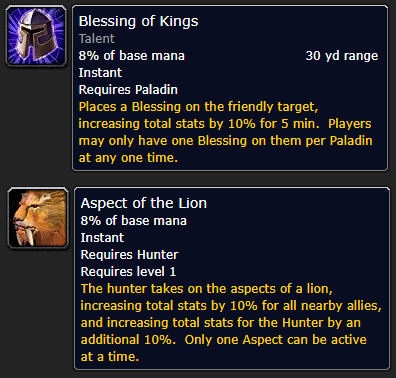 Blessing of Kings
Talent
8% of base mana 30 yd range
Instant
Requires Paladin
Places a Blessing on the friendly target,
increasing total stats by 10% for 5 min. Players
may only have one Blessing on them per Paladin
at any one time.
Aspect of the Lion
8% of base mana
Instant
Requires Hunter
Requires level 1
The hunter takes on the aspects of a lion,
increasing total stats by 10% for all nearby allies,
and increasing total stats for the Hunter by an
additional 10%. Only one Aspect can be active
at a time.